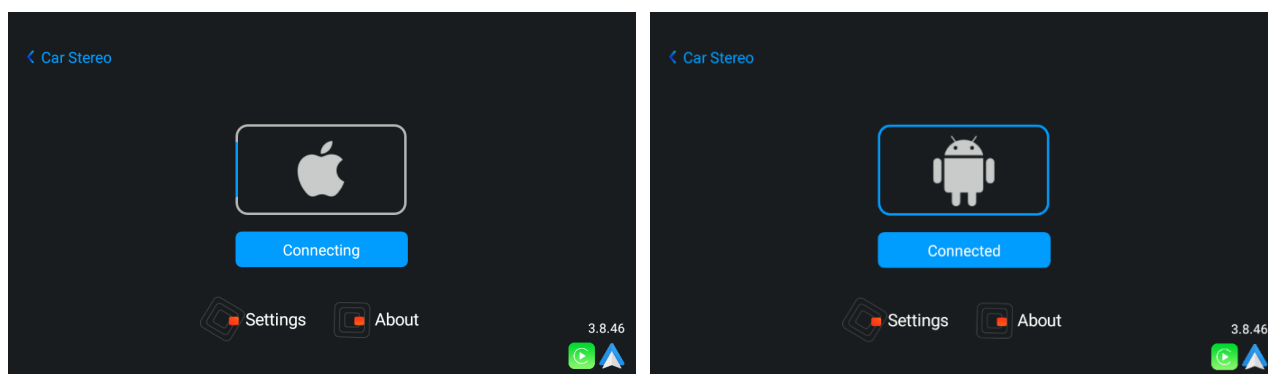 Car Stereo
Connecting
Settings
About
3.8.46
Car Stereo
Connected
Settings
About
3.8.46